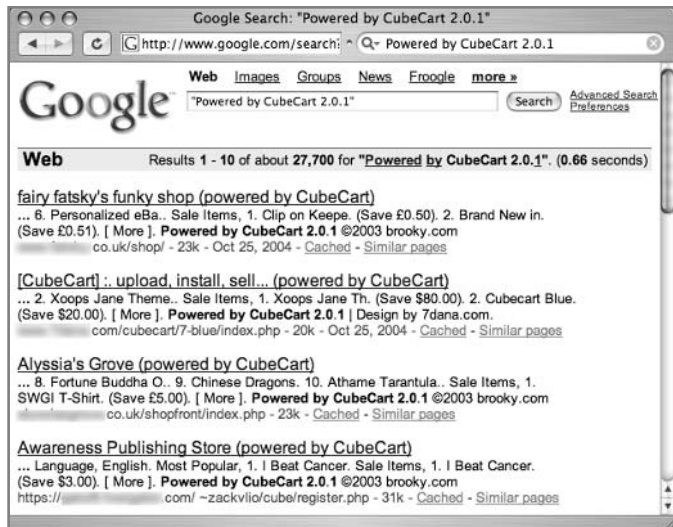 Google Search: "Powered by CubeCart 2.0.1"
http://www.google.com/search? Powered by CubeCart 2.0.1
Web Images Groups News Froogle more »
Google™
"Powered by CubeCart 2.0.1" Search Advanced Search
Preferences
Web Results 1 - 10 of about 27,700 for "Powered by CubeCart 2.0.1". (0.66 seconds)
fairy fatsky's funky shop (powered by CubeCart)
... 6. Personalized eBa.. Sale Items, 1. Clip on Keepe. (Save £0.50). 2. Brand New in.
(Save £0.51). [ More ]. Powered by CubeCart 2.0.1 ©2003 brooky.com
co.uk/shop/ - 23k - Oct 25, 2004 - Cached - Similar pages
[CubeCart] :. upload, install, sell... (powered by CubeCart)
... 2. Xoops Jane Theme.. Sale Items, 1. Xoops Jane Th. (Save $80.00). 2. Cubecart Blue.
(Save $20.00). [ More ]. Powered by CubeCart 2.0.1 | Design by 7dana.com.
com/cubecart/7-blue/index.php - 20k - Oct 25, 2004 - Cached - Similar pages
Alyssia's Grove (powered by CubeCart)
... 8. Fortune Buddha O.. 9. Chinese Dragons. 10. Athame Tarantula.. Sale Items, 1.
SWGI T-Shirt. (Save £5.00). [ More ]. Powered by CubeCart 2.0.1 ©2003 brooky.com
co.uk/shopfront/index.php - 23k - Cached - Similar pages
Awareness Publishing Store (powered by CubeCart)
... Language, English. Most Popular, 1. I Beat Cancer. Sale Items, 1. I Beat Cancer.
(Save $3.00). [ More ]. Powered by CubeCart 2.0.1 ©2003 brooky.com
https:// com/ ~zackvlio/cube/register.php - 31k - Cached - Similar pages